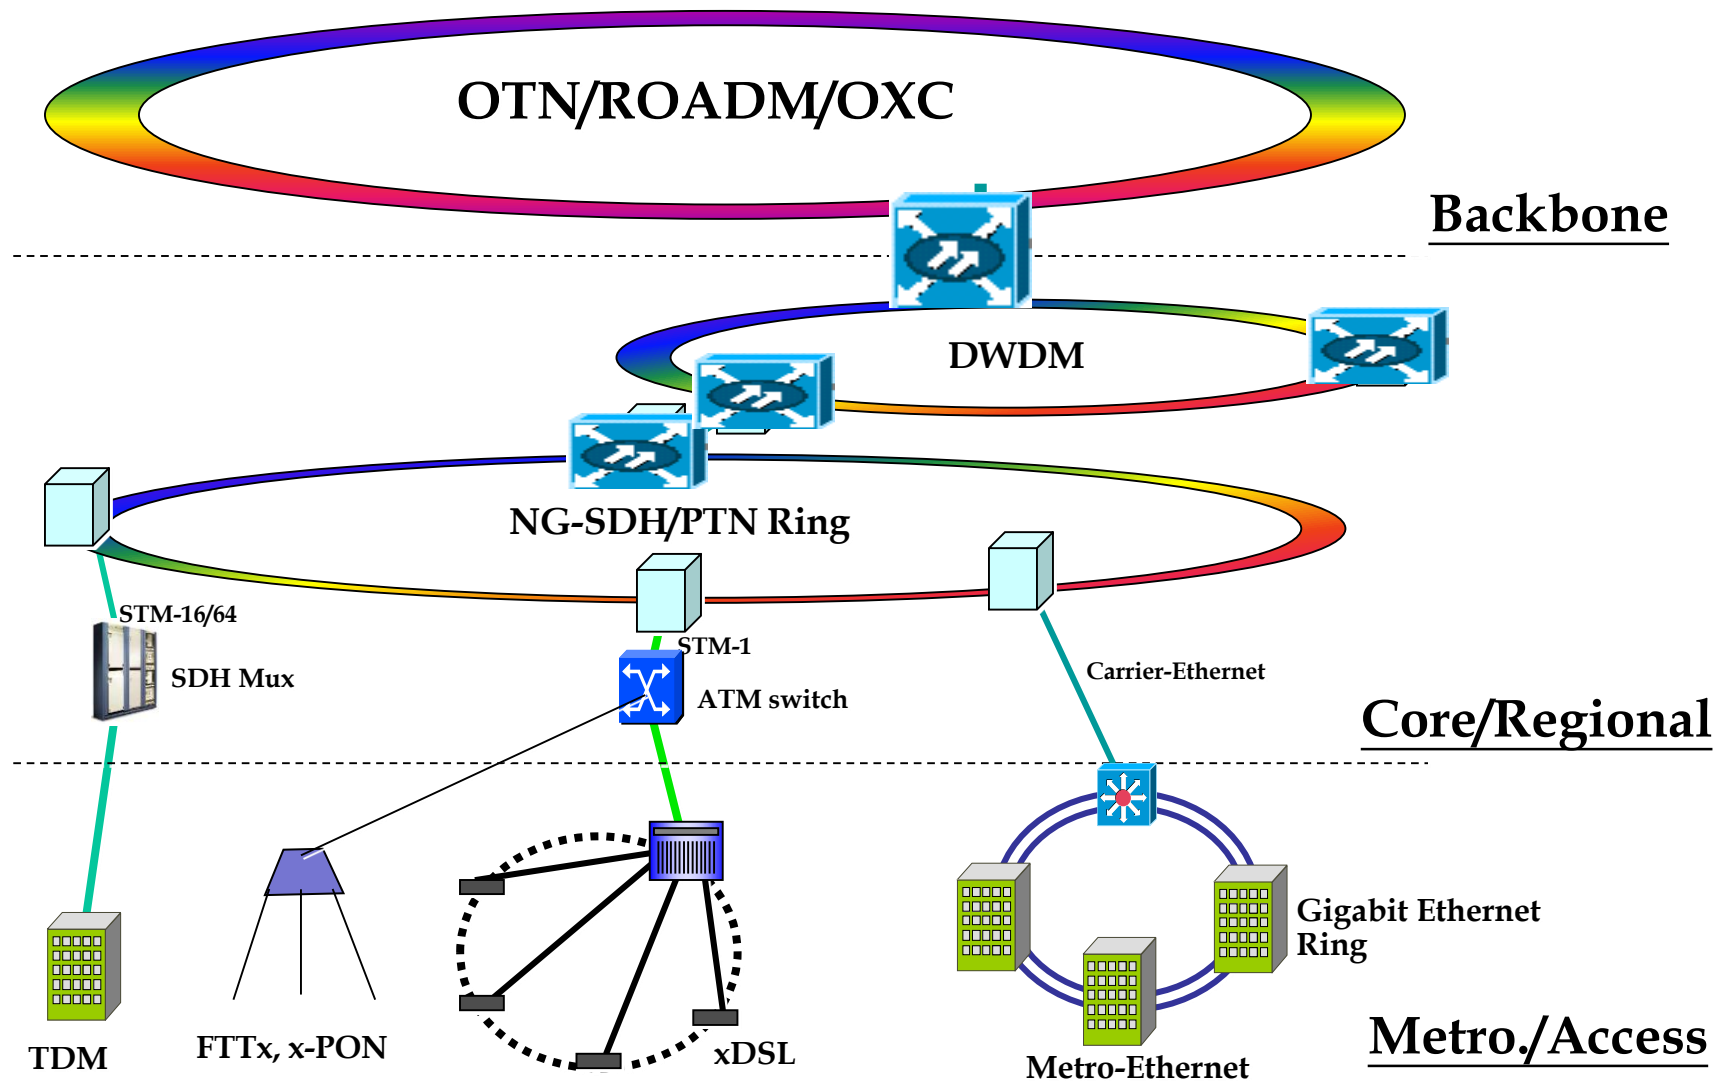 OTN/ROADM/OXC
Backbone
DWDM
NG-SDH/PTN Ring
STM-16/64
SDH Mux
STM-1
ATM switch
Carrier-Ethernet
Core/Regional
Gigabit Ethernet
Ring
TDM
FTTx, x-PON
xDSL
Metro-Ethernet
Metro./Access